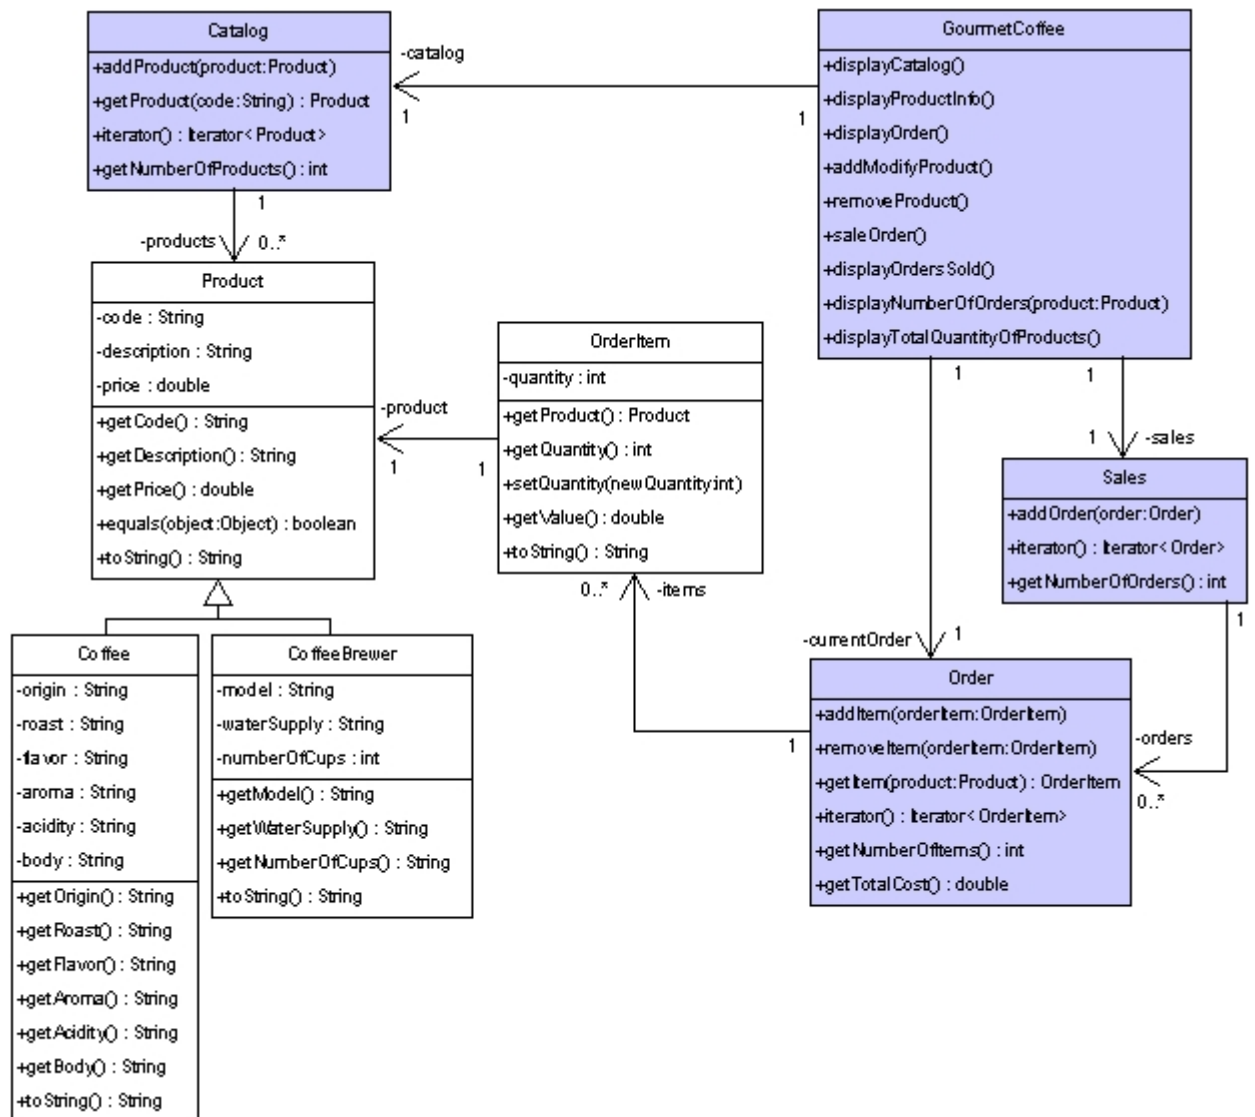 Catalog
+addProduct(product:Product)
+getProduct(code:String) : Product
+iterator() : Iterator<Product>
+getNumberOfProducts() : int
-catalog
1
1
GourmetCoffee
+displayCatalog()
+displayProductInfo()
+displayOrder()
+addModifyProduct()
+removeProduct()
+saleOrder()
+displayOrdersSold()
+displayNumberOfOrders(product:Product)
+displayTotalQuantityOfProducts()
1
-products
0..*
Product
-code : String
-description : String
-price : double
+getCode() : String
+getDescription() : String
+getPrice() : double
+equals(object:Object) : boolean
+toString() : String
-product
1
1
OrderItem
-quantity : int
+getProduct() : Product
+getQuantity() : int
+setQuantity(newQuantity:int)
+getValue() : double
+toString() : String
0..*
-items
1
1
1
-sales
Sales
+addOrder(order:Order)
+iterator() : Iterator<Order>
+getNumberOfOrders() : int
1
-currentOrder
1
Order
+addItem(orderItem:OrderItem)
+removeItem(orderItem:OrderItem)
+getItem(product:Product) : OrderItem
+iterator() : Iterator<OrderItem>
+getNumberOfItems() : int
+getTotalCost() : double
1
-orders
0..*
Coffee
-origin : String
-roast : String
-flavor : String
-aroma : String
-acidity : String
-body : String
+getOrigin() : String
+getRoast() : String
+getFlavor() : String
+getAroma() : String
+getAcidity() : String
+getBody() : String
+toString() : String
CoffeeBrewer
-model : String
-waterSupply : String
-numberOfCups : int
+getModel() : String
+getWaterSupply() : String
+getNumberOfCups() : String
+toString() : String